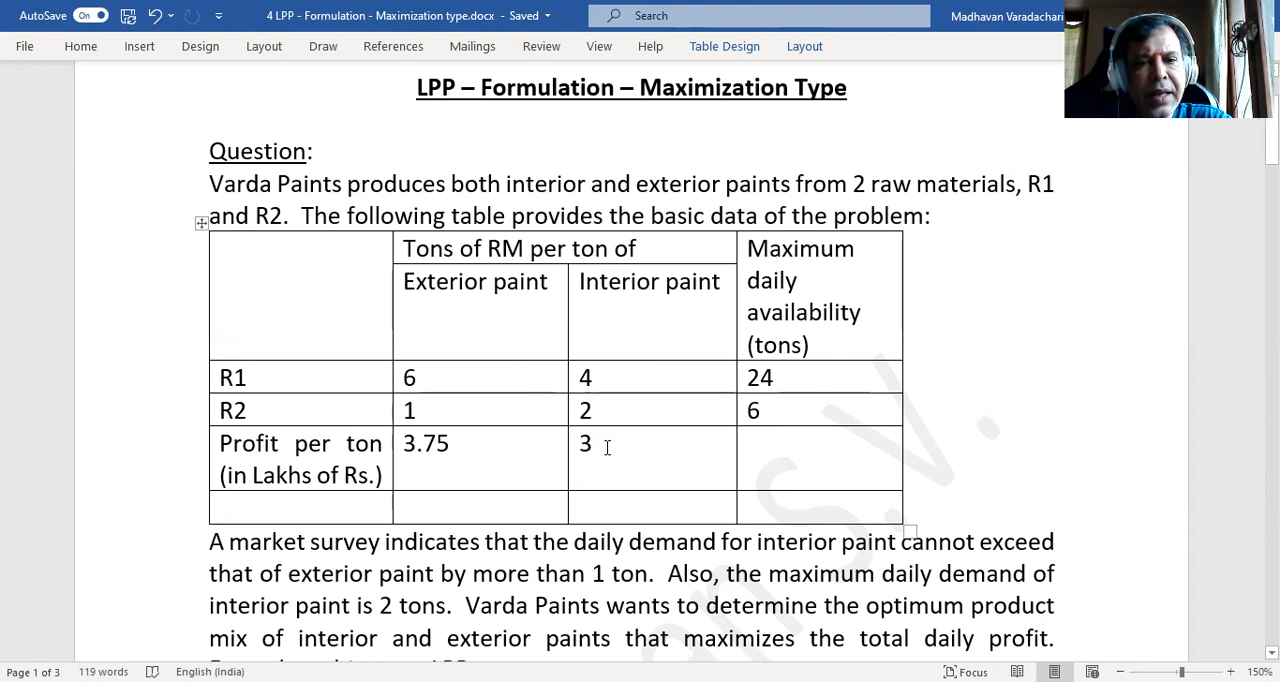 AutoSave On 4 LPP - Formulation - Maximization type.docx - Saved Search Madhavan Varadachari
File Home Insert Design Layout Draw References Mailings Review View Help Table Design Layout
LPP – Formulation – Maximization Type
Question:
Varda Paints produces both interior and exterior paints from 2 raw materials, R1
and R2. The following table provides the basic data of the problem:
Tons of RM per ton of
Exterior paint
Interior paint
Maximum
daily
availability
(tons)
R1 6 4 24
R2 1 2 6
Profit per ton 3.75 3
(in Lakhs of Rs.)
A market survey indicates that the daily demand for interior paint cannot exceed
that of exterior paint by more than 1 ton. Also, the maximum daily demand of
interior paint is 2 tons. Varda Paints wants to determine the optimum product
mix of interior and exterior paints that maximizes the total daily profit.
an S.V.
Page 1 of 3 119 words English (India) Focus 150%